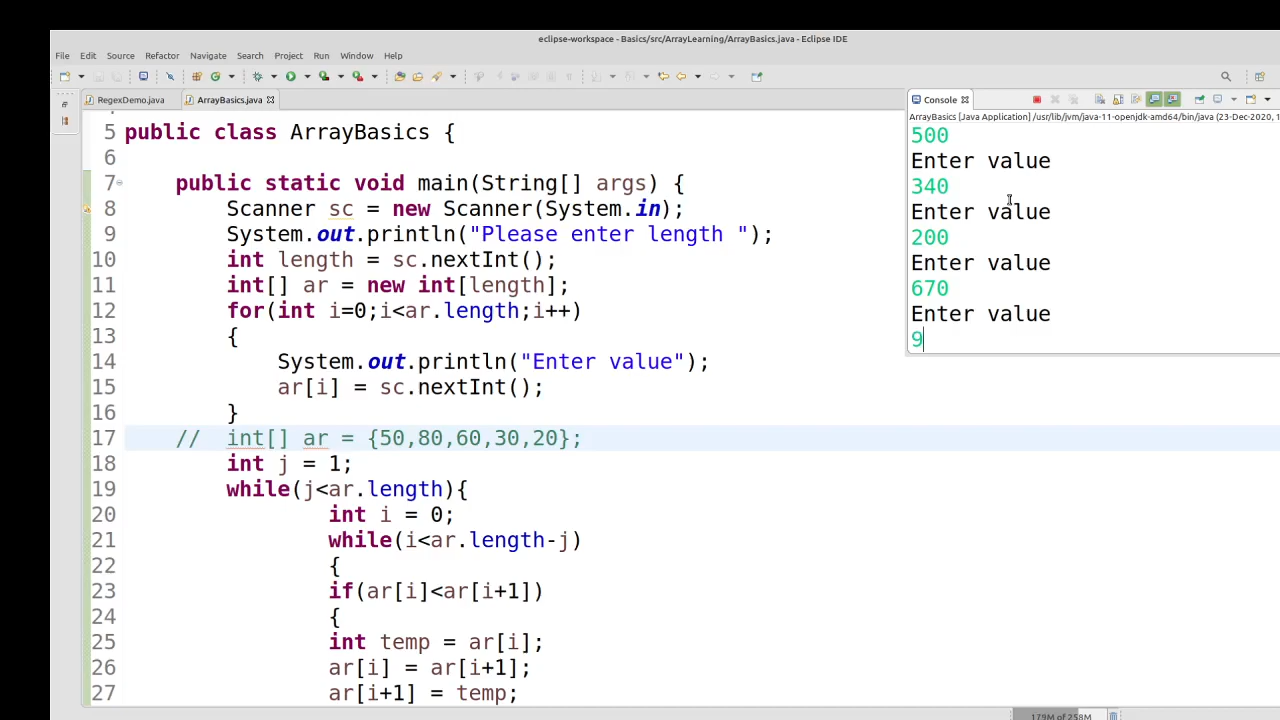 eclipse-workspace - Basics/src/ArrayLearning/ArrayBasics.java - Eclipse IDE
File Edit Source Refactor Navigate Search Project Run Window Help
RegexDemo.java ArrayBasics.java
5 public class ArrayBasics {
6
7 public static void main(String[] args) {
8 Scanner sc = new Scanner(System.in);
9 System.out.println("Please enter length ");
10 int length = sc.nextInt();
11 int[] ar = new int[length];
12 for(int i=0;i<ar.length;i++)
13 {
14 System.out.println("Enter value");
15 ar[i] = sc.nextInt();
16 }
17 // int[] ar = {50,80,60,30,20};
18 int j = 1;
19 while(j<ar.length){
20 int i = 0;
21 while(i<ar.length-j)
22 {
23 if(ar[i]<ar[i+1])
24 {
25 int temp = ar[i];
26 ar[i] = ar[i+1];
27 ar[i+1] = temp;
Console
ArrayBasics [Java Application] /usr/lib/jvm/java-11-openjdk-amd64/bin/java (23-Dec-2020, 1
500
Enter value
340
Enter value
200
Enter value
670
Enter value
9
179M of 258M